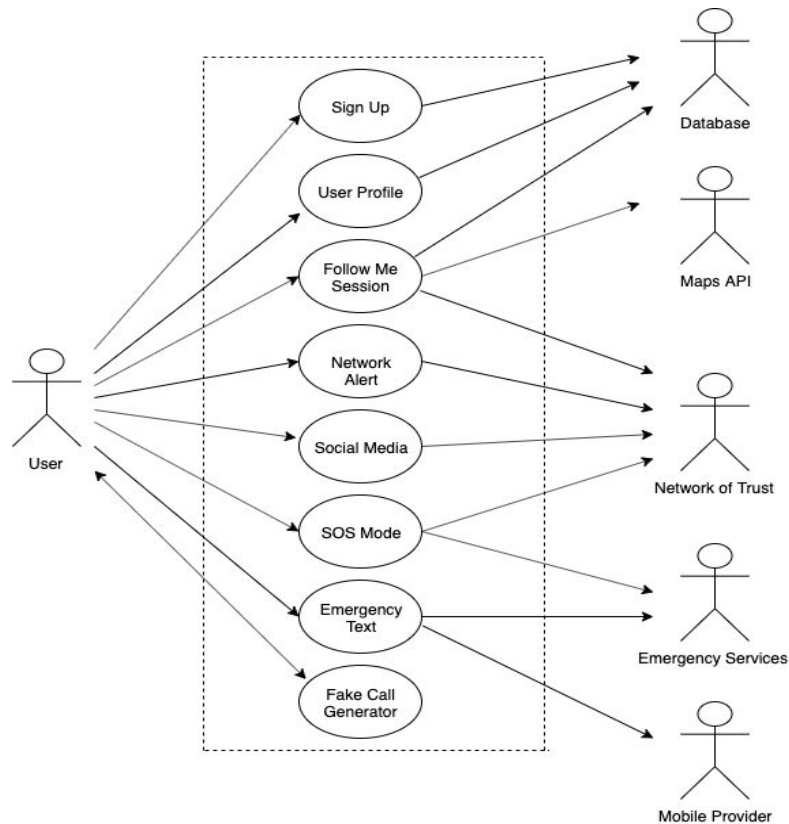 Sign Up
Database
User Profile
Follow Me
Session
Maps API
Network
Alert
User
Social Media
Network of Trust
SOS Mode
Emergency
Text
Emergency Services
Fake Call
Generator
Mobile Provider